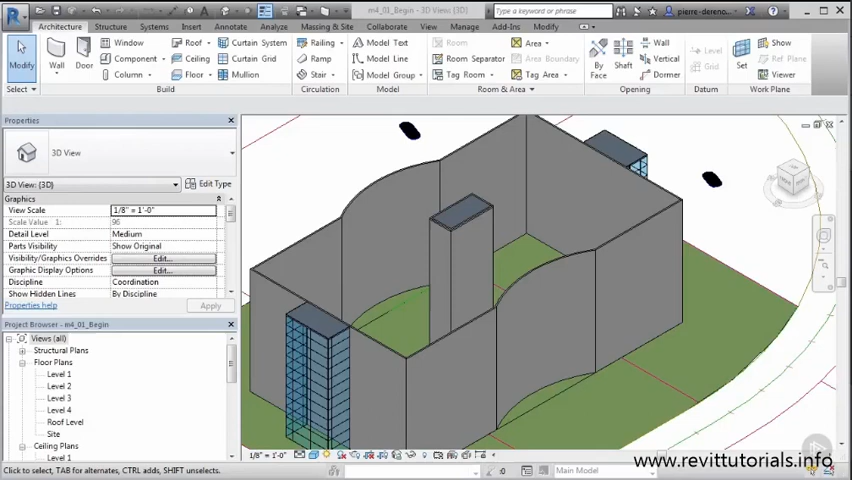 m4_01_Begin - 3D Views: {3D}
Type a keyword or phrase
pierre-dereno...
Architecture Structure Systems Insert Annotate Analyze Massing & Site Collaborate View Manage Add-Ins Modify
Modify
Wall
Door
Window
Component
Column
Roof
Ceiling
Floor
Curtain System
Curtain Grid
Mullion
Railing
Ramp
Stair
Model Text
Model Line
Model Group
Room
Room Separator
Tag Room
Area
Area Boundary
Tag Area
By Face
Shaft
Wall
Vertical
Dormer
Level
Grid
Set
Show
Ref Plane
Viewer
Select Build Circulation Model Room & Area Opening Datum Work Plane
Properties
3D View
3D View: {3D} Edit Type
Graphics
View Scale 1/8" = 1'-0"
Scale Value 1: 96
Detail Level Medium
Parts Visibility Show Original
Visibility/Graphics Overrides Edit...
Graphic Display Options Edit...
Discipline Coordination
Show Hidden Lines By Discipline
Properties help Apply
Project Browser - m4_01_Begin
Views (all)
Structural Plans
Floor Plans
Level 1
Level 2
Level 3
Level 4
Roof Level
Site
Ceiling Plans
Level 1
1/8" = 1'-0"
Click to select, TAB for alternates, CTRL adds, SHIFT unselects.
:0
Main Model
www.revittutorials.info